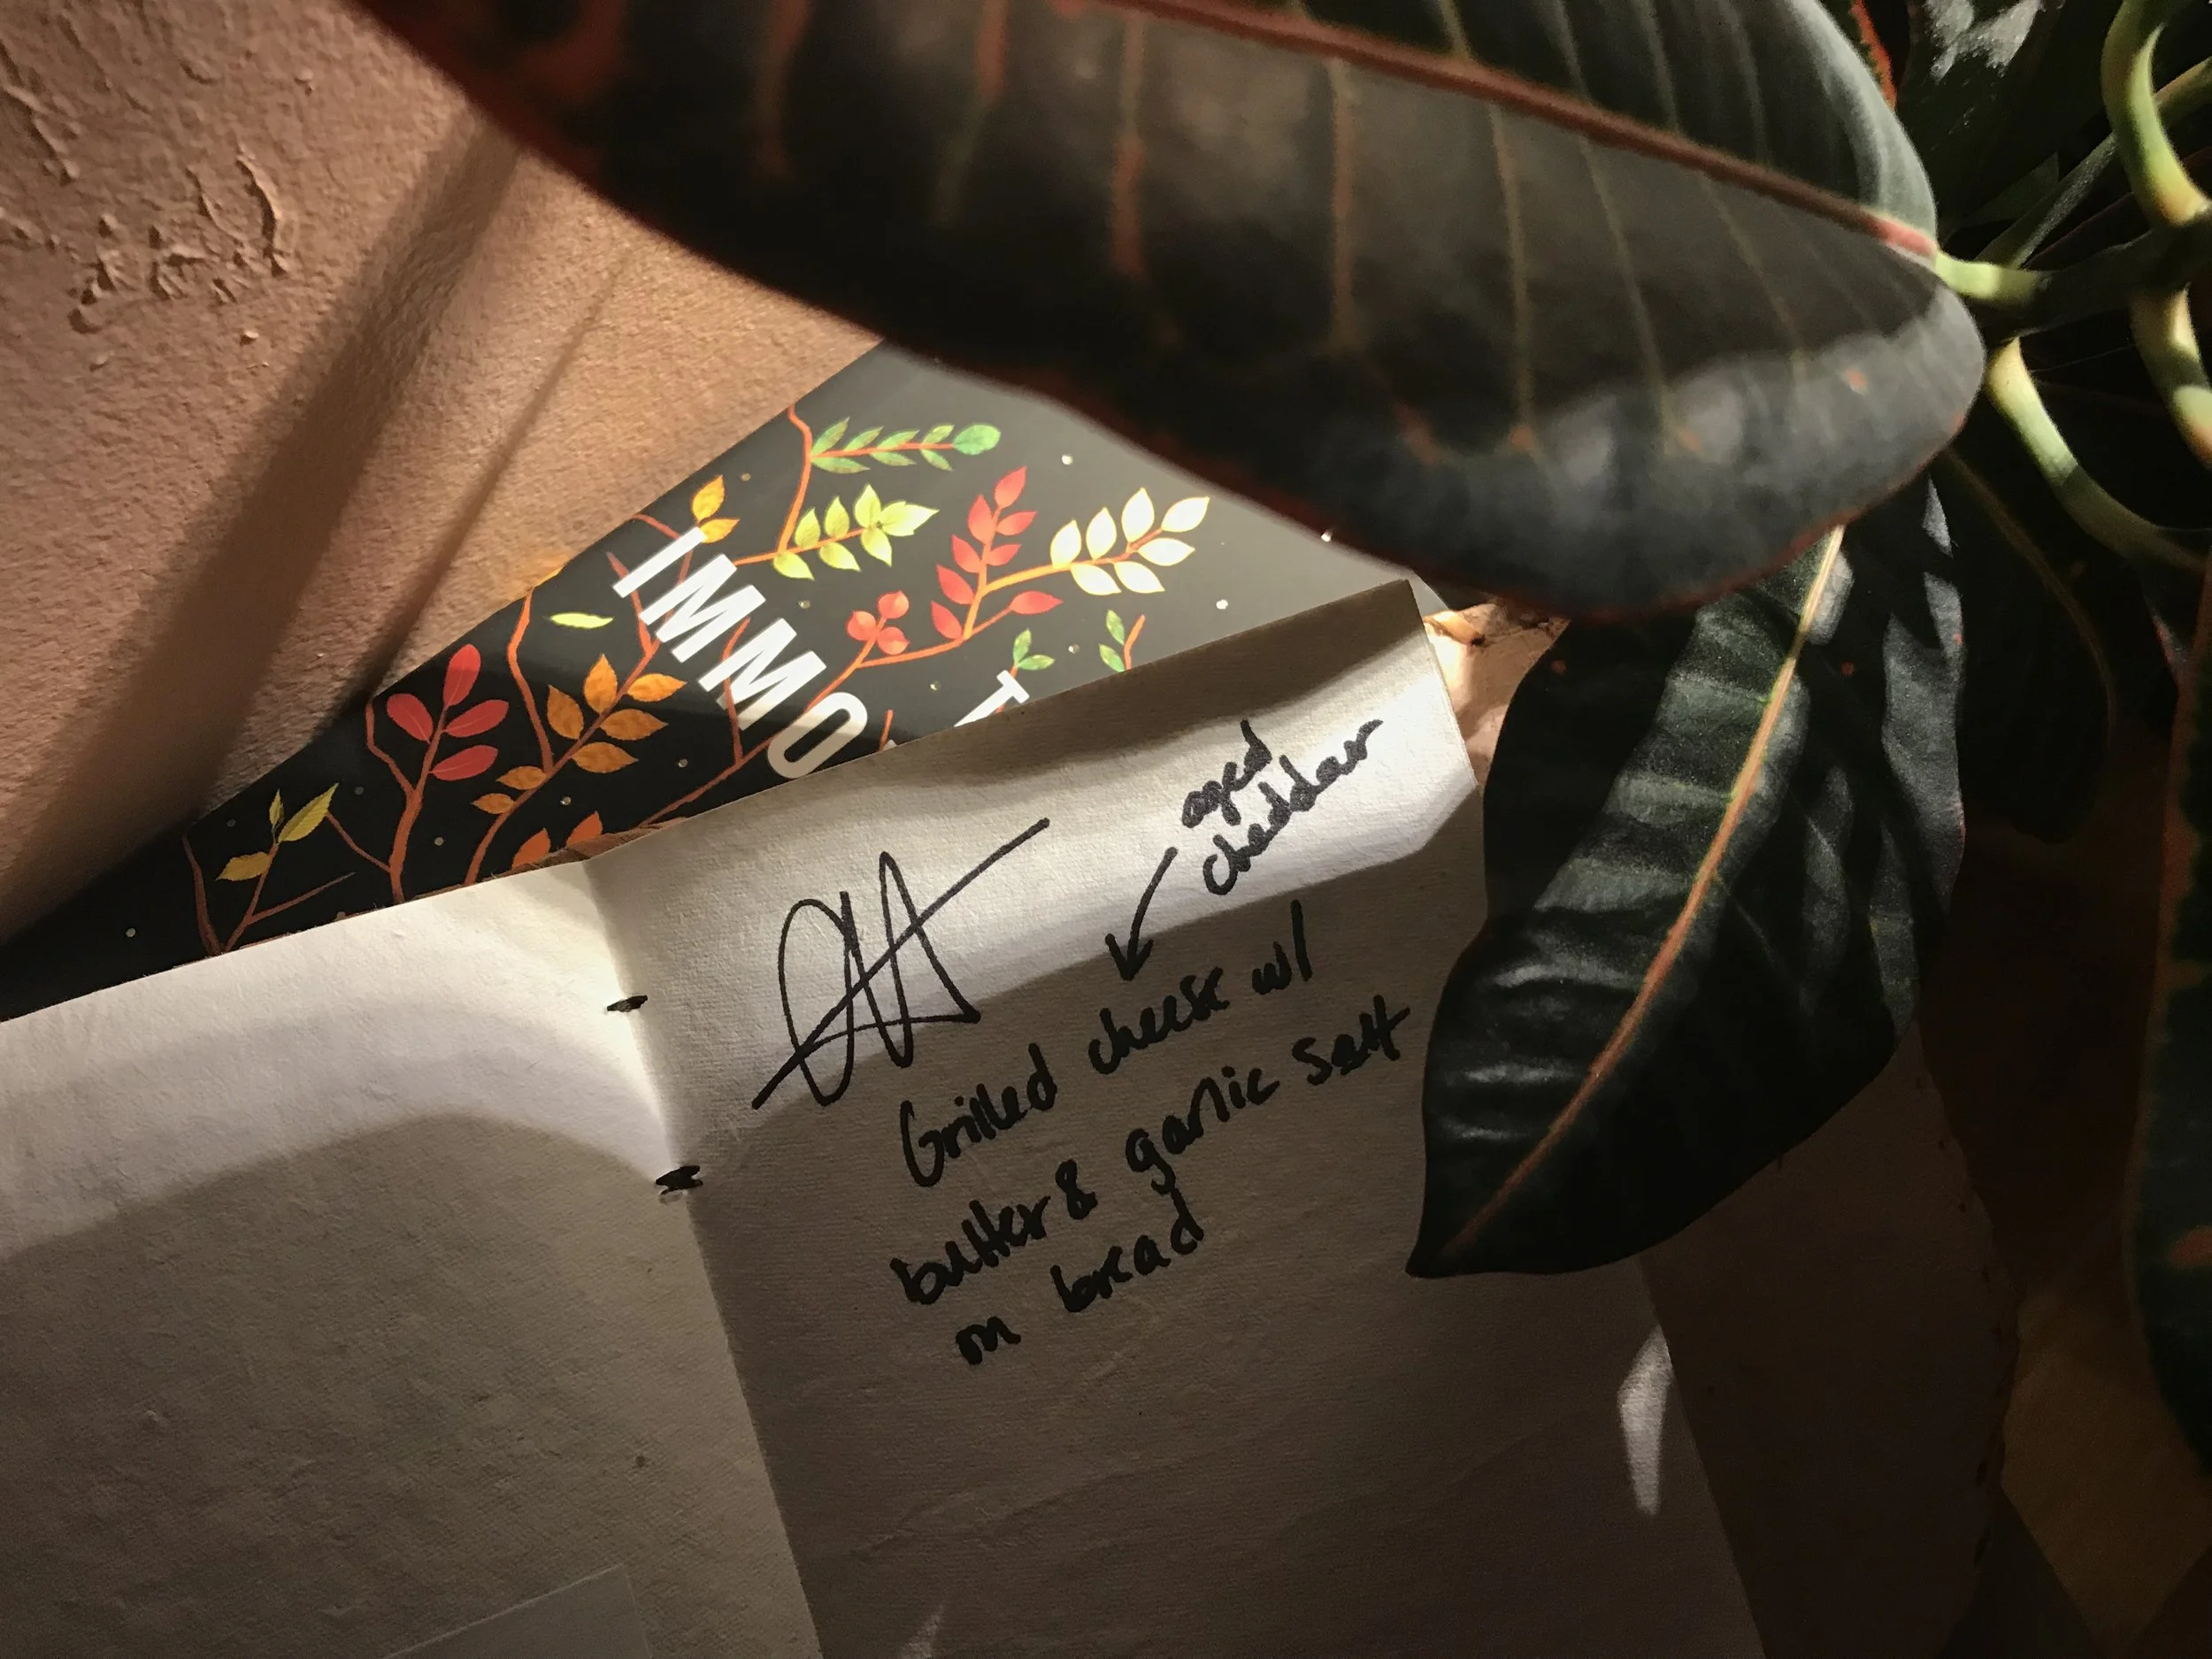 IMMO
T
aged
cheddar
Grilled cheese w/
butter & garlic salt
on bread